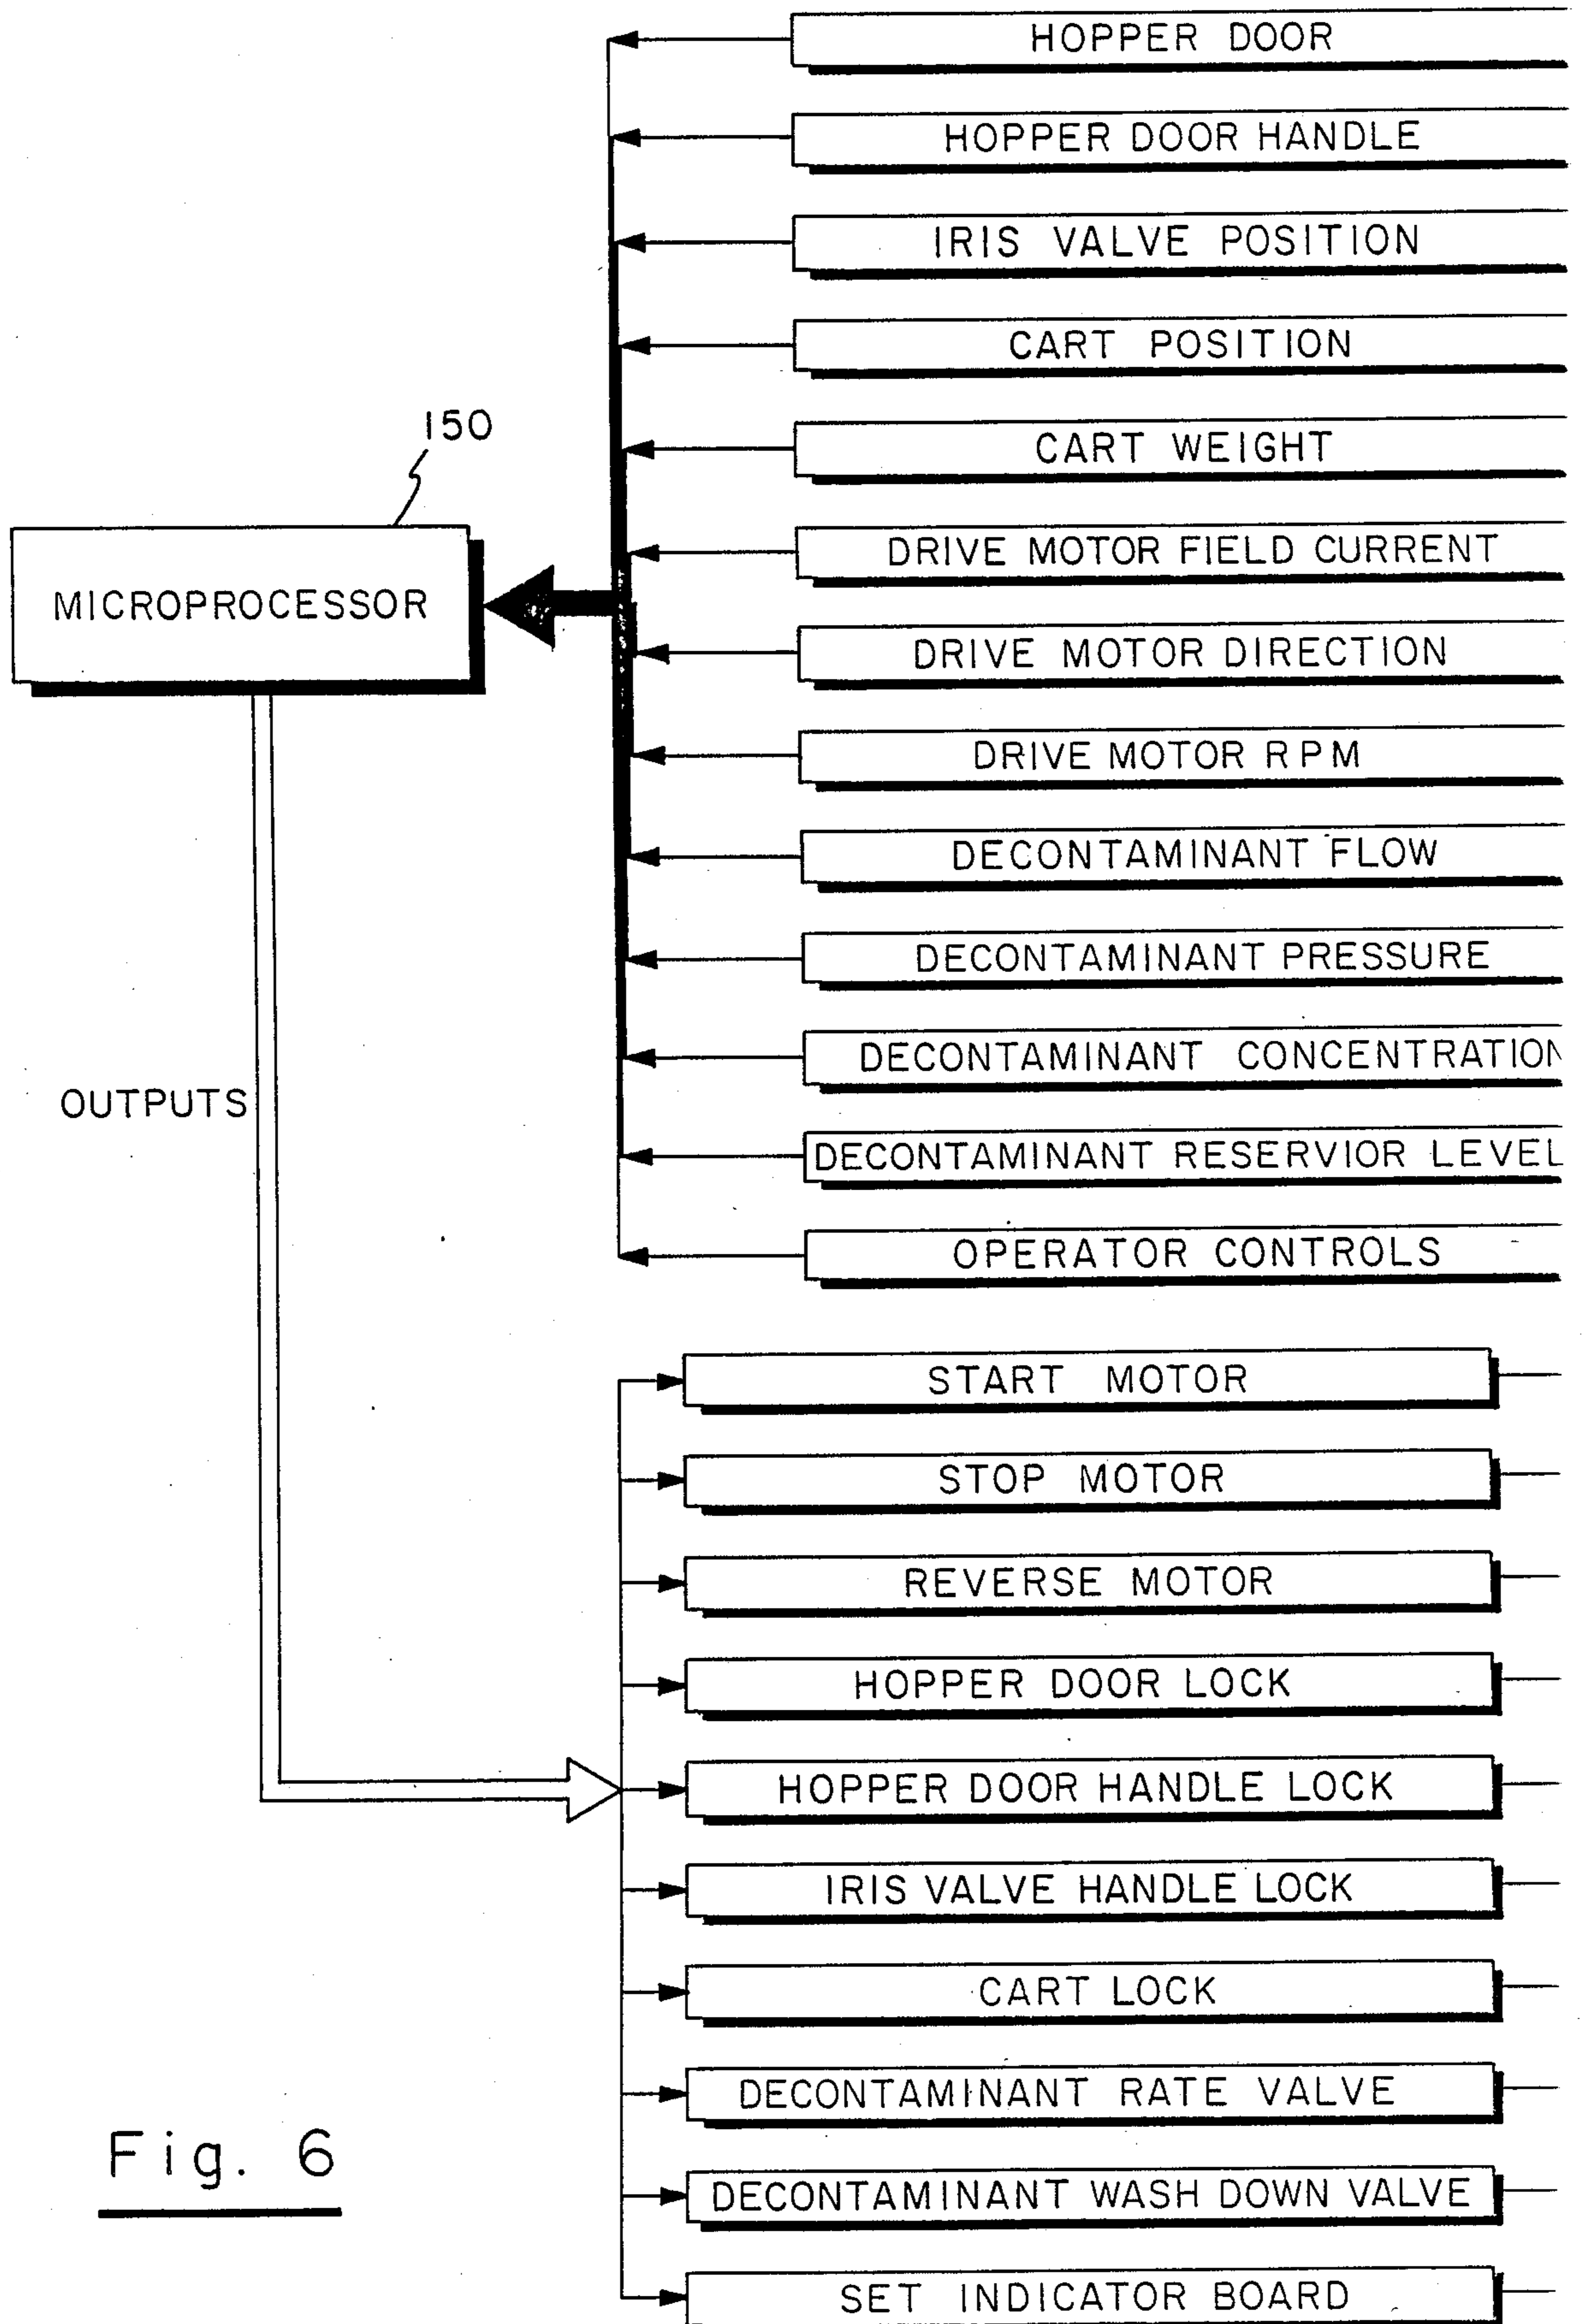 HOPPER DOOR
HOPPER DOOR HANDLE
IRIS VALVE POSITION
CART POSITION
CART WEIGHT
150
DRIVE MOTOR FIELD CURRENT
MICROPROCESSOR
DRIVE MOTOR DIRECTION
DRIVE MOTOR RPM
DECONTAMINANT FLOW
DECONTAMINANT PRESSURE
DECONTAMINANT CONCENTRATION
OUTPUTS
DECONTAMINANT RESERVIOR LEVEL
OPERATOR CONTROLS
START MOTOR
STOP MOTOR
REVERSE MOTOR
HOPPER DOOR LOCK
HOPPER DOOR HANDLE LOCK
IRIS VALVE HANDLE LOCK
CART LOCK
DECONTAMINANT RATE VALVE
DECONTAMINANT WASH DOWN VALVE
SET INDICATOR BOARD
Fig. 6